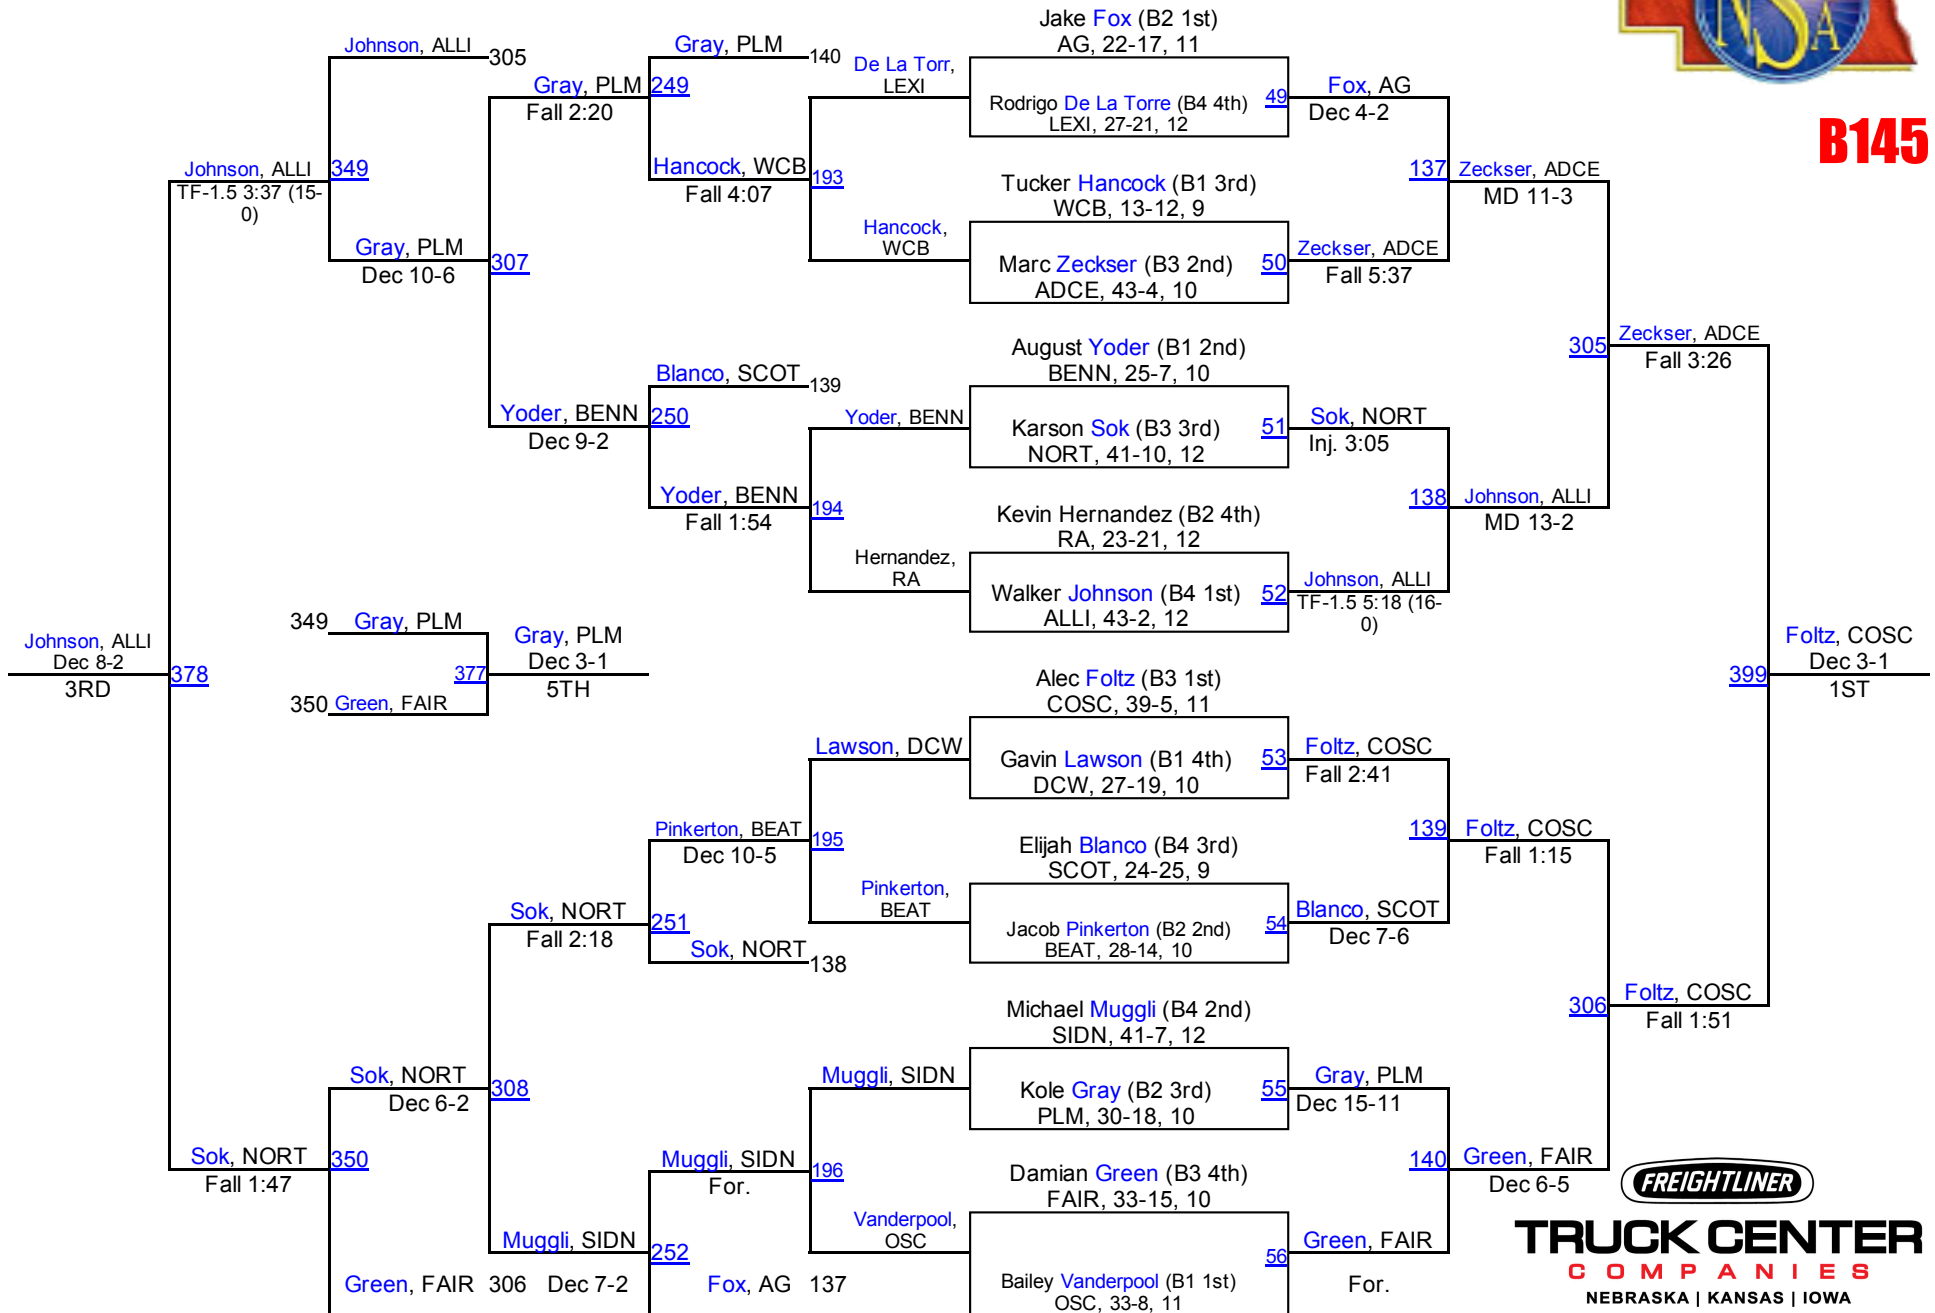 Jake Fox (B2 1st)
AG, 22-17, 11
NSA
B145
Johnson, ALLI
305
Gray, PLM
140
De La Torr,
LEXI
Gray, PLM
249
Fall 2:20
Rodrigo De La Torre (B4 4th)
LEXI, 27-21, 12
49
Fox, AG
Dec 4-2
Johnson, ALLI
349
TF-1.5 3:37 (15-
0)
Hancock, WCB
193
Fall 4:07
Tucker Hancock (B1 3rd)
WCB, 13-12, 9
137
Zeckser, ADCE
MD 11-3
Gray, PLM
307
Dec 10-6
Hancock,
WCB
Marc Zeckser (B3 2nd)
ADCE, 43-4, 10
50
Zeckser, ADCE
Fall 5:37
August Yoder (B1 2nd)
BENN, 25-7, 10
305
Zeckser, ADCE
Fall 3:26
Blanco, SCOT
139
Yoder, BENN
250
Dec 9-2
Yoder, BENN
Karson Sok (B3 3rd)
NORT, 41-10, 12
51
Sok, NORT
Inj. 3:05
Yoder, BENN
194
Fall 1:54
Kevin Hernandez (B2 4th)
RA, 23-21, 12
138
Johnson, ALLI
MD 13-2
Hernandez,
RA
Walker Johnson (B4 1st)
ALLI, 43-2, 12
52
Johnson, ALLI
TF-1.5 5:18 (16-
0)
349
Gray, PLM
Johnson, ALLI
Dec 8-2
3RD
378
377
Gray, PLM
Dec 3-1
5TH
350
Green, FAIR
Alec Foltz (B3 1st)
COSC, 39-5, 11
399
Foltz, COSC
Dec 3-1
1ST
Lawson, DCW
Gavin Lawson (B1 4th)
DCW, 27-19, 10
53
Foltz, COSC
Fall 2:41
Pinkerton, BEAT
195
Dec 10-5
Elijah Blanco (B4 3rd)
SCOT, 24-25, 9
139
Foltz, COSC
Fall 1:15
Pinkerton,
BEAT
Sok, NORT
251
Fall 2:18
Jacob Pinkerton (B2 2nd)
BEAT, 28-14, 10
54
Blanco, SCOT
Dec 7-6
Sok, NORT
138
Michael Muggli (B4 2nd)
SIDN, 41-7, 12
306
Foltz, COSC
Fall 1:51
Sok, NORT
308
Dec 6-2
Muggli, SIDN
Kole Gray (B2 3rd)
PLM, 30-18, 10
55
Gray, PLM
Dec 15-11
Sok, NORT
350
Fall 1:47
Muggli, SIDN
196
For.
Damian Green (B3 4th)
FAIR, 33-15, 10
140
Green, FAIR
Dec 6-5
Vanderpool,
OSC
Muggli, SIDN
252
Dec 7-2
Bailey Vanderpool (B1 1st)
OSC, 33-8, 11
56
Green, FAIR
For.
Green, FAIR
306
Fox, AG
137
FREIGHTLINER
TRUCK CENTER
COMPANIES
NEBRASKA | KANSAS | IOWA